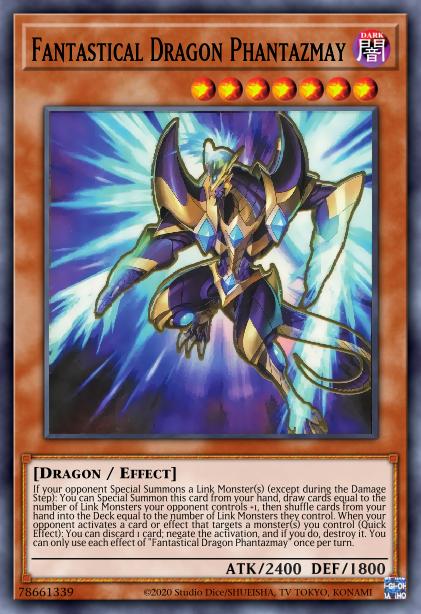 FANTASTICAL DRAGON PHANTAZMAY
DARK
闇
[DRAGON / EFFECT]
If your opponent Special Summons a Link Monster(s) (except during the Damage
Step): You can Special Summon this card from your hand, draw cards equal to the
number of Link Monsters your opponent controls +1, then shuffle cards from your
hand into the Deck equal to the number of Link Monsters they control. When your
opponent activates a card or effect that targets a monster(s) you control (Quick
Effect): You can discard 1 card; negate the activation, and if you do, destroy it. You
can only use each effect of "Fantastical Dragon Phantazmay" once per turn.
ATK/2400 DEF/1800
78661339
©2020 Studio Dice/SHUEISHA, TV TOKYO, KONAMI